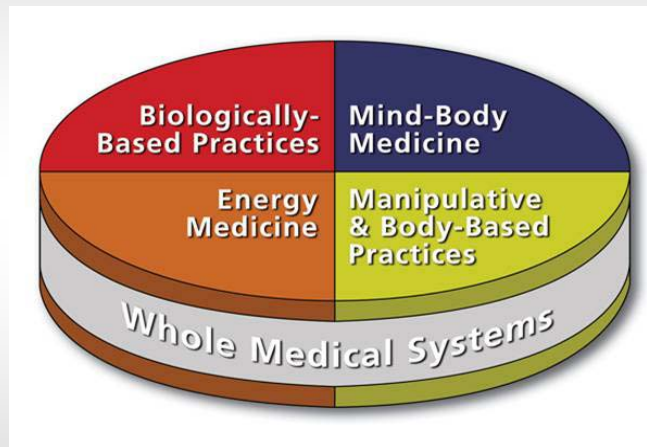 Biologically-
Based Practices
Mind-Body
Medicine
Energy
Medicine
Manipulative
& Body-Based
Practices
Whole Medical Systems